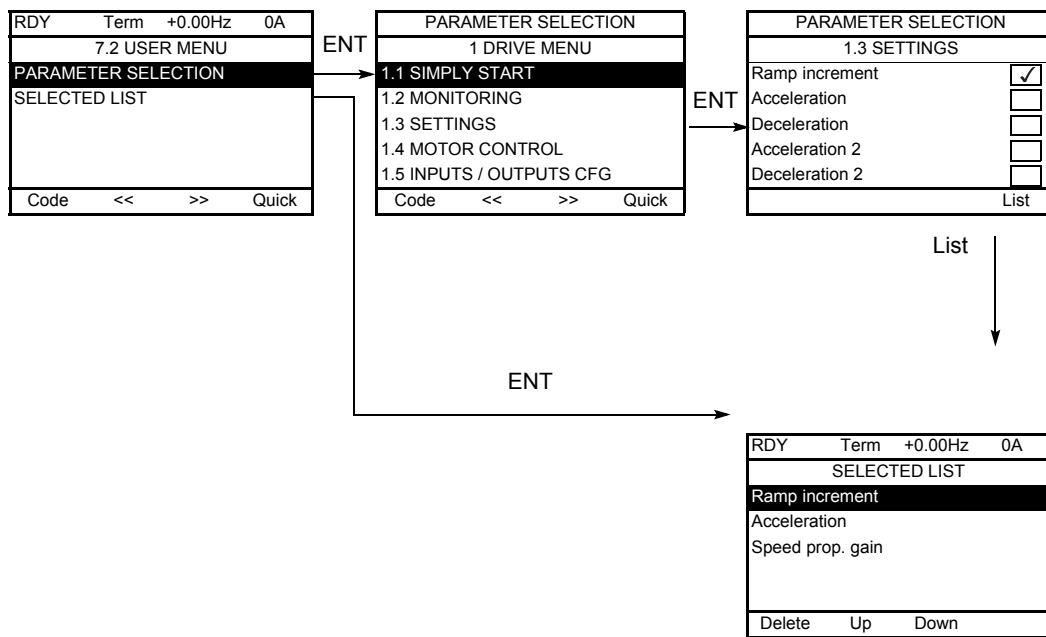 RDY Term +0.00Hz 0A
7.2 USER MENU
PARAMETER SELECTION
SELECTED LIST
Code << >> Quick
ENT
PARAMETER SELECTION
1 DRIVE MENU
1.1 SIMPLY START
1.2 MONITORING
1.3 SETTINGS
1.4 MOTOR CONTROL
1.5 INPUTS / OUTPUTS CFG
Code << >> Quick
ENT
PARAMETER SELECTION
1.3 SETTINGS
Ramp increment ✓
Acceleration
Deceleration
Acceleration 2
Deceleration 2
List
List
ENT
RDY Term +0.00Hz 0A
SELECTED LIST
Ramp increment
Acceleration
Speed prop. gain
Delete Up Down